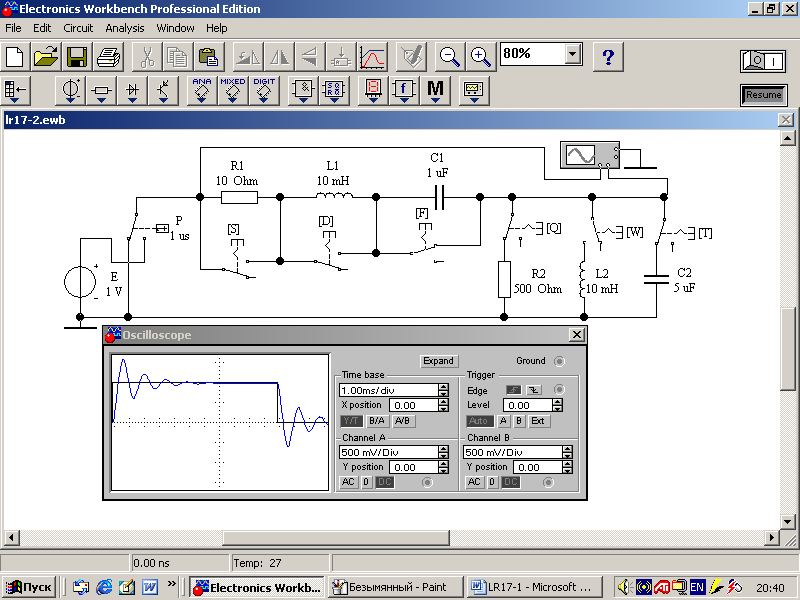 Electronics Workbench Professional Edition
File Edit Circuit Analysis Window Help
80% ?
ANA MIXED DIGIT
f M
Resume
lr17-2.ewb
R1
10 Ohm
L1
10 mH
C1
1 uF
P
1 us
[S]
[D]
[F]
[Q]
[W]
[T]
E
1 V
R2
500 Ohm
L2
10 mH
C2
5 uF
Oscilloscope
Expand Ground
Time base
1.00ms/div
X position 0.00
Y/T B/A A/B
Trigger
Edge
Level 0.00
Auto A B Ext
Channel A
500 mV/Div
Y position 0.00
AC 0 DC
Channel B
500 mV/Div
Y position 0.00
AC 0 DC
0.00 ns Temp: 27
Пуск » Electronics Workb... Безымянный - Paint LR17-1 - Microsoft ... EN 20:40